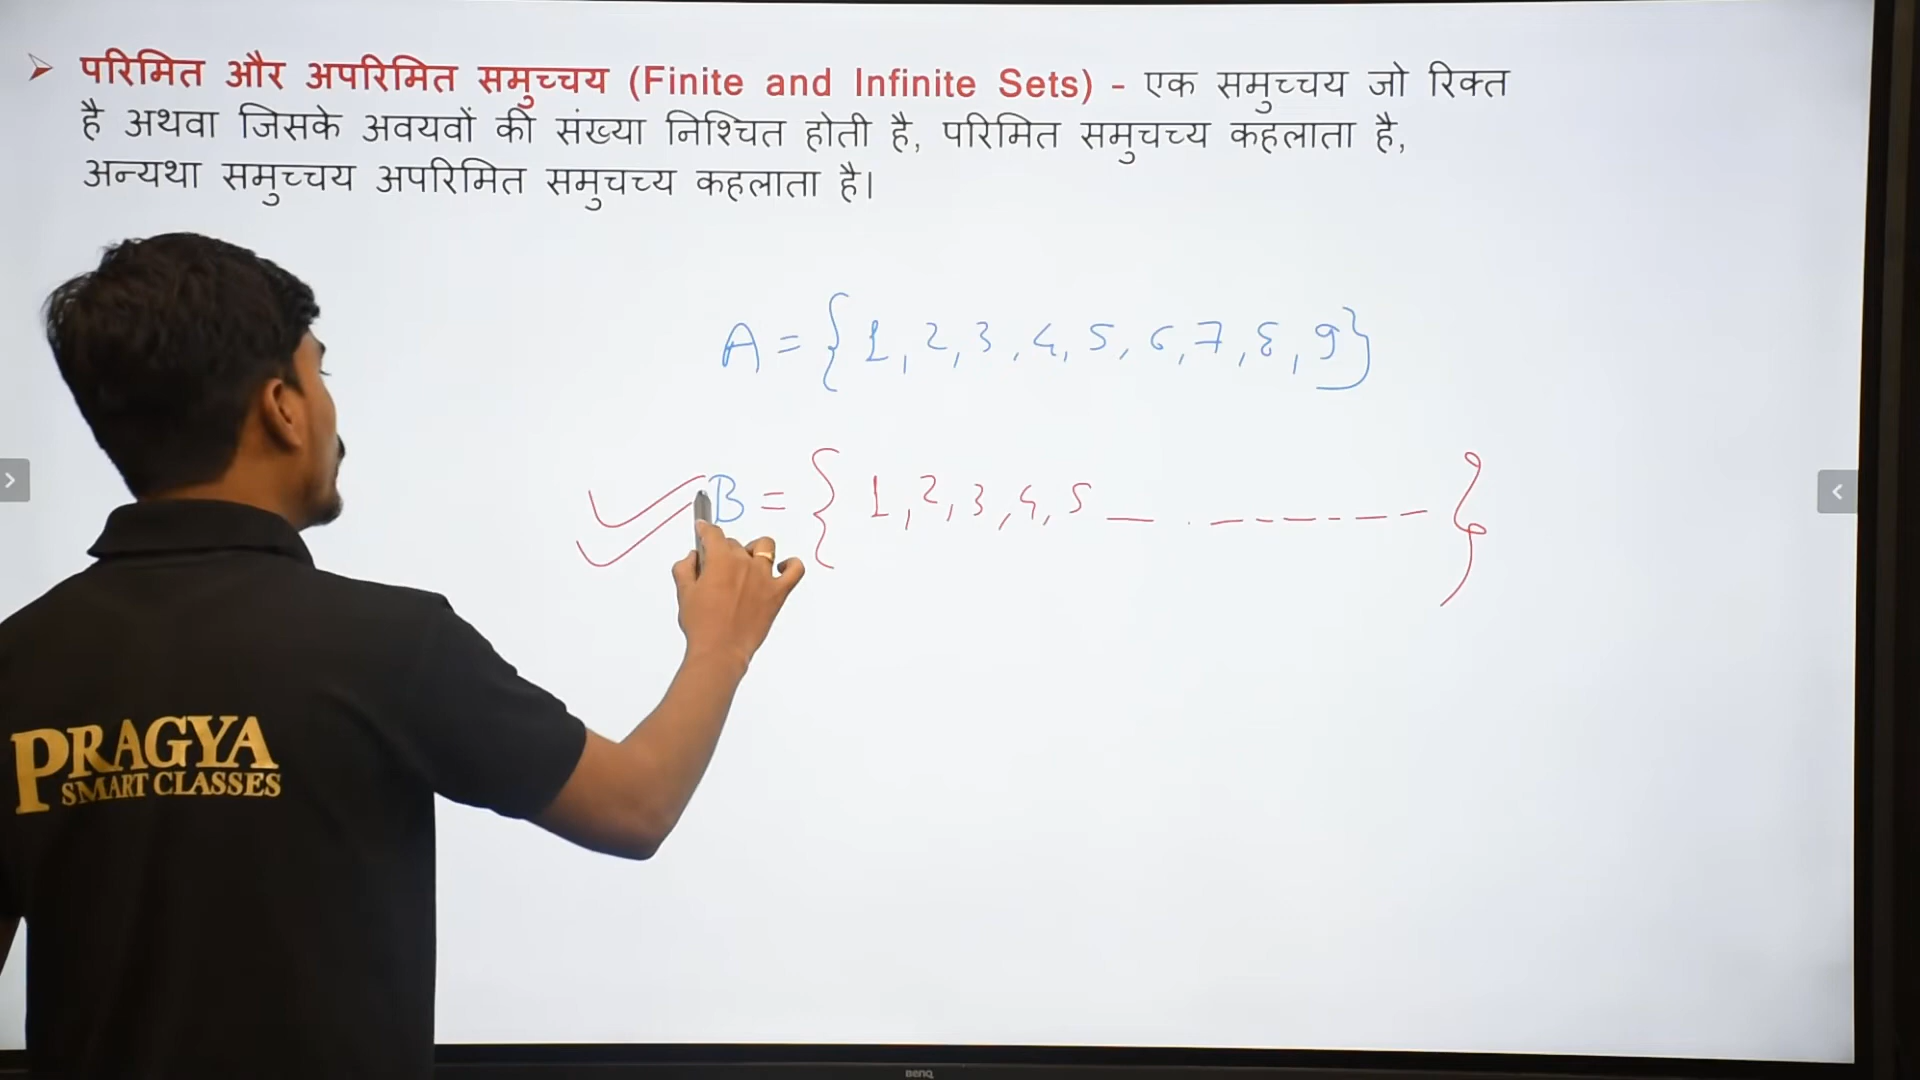 ➢ परिमित और अपरिमित समुच्चय (Finite and Infinite Sets) - एक समुच्चय जो रिक्त
है अथवा जिसके अवयवों की संख्या निश्चित होती है, परिमित समुचच्य कहलाता है,
अन्यथा समुच्चय अपरिमित समुचच्य कहलाता है।
A = {1, 2, 3, 4, 5, 6, 7, 8, 9}
B = {1, 2, 3, 4, 5 _ . _ _ _ _ _ _ }
PRAGYA
SMART CLASSES
BENQ